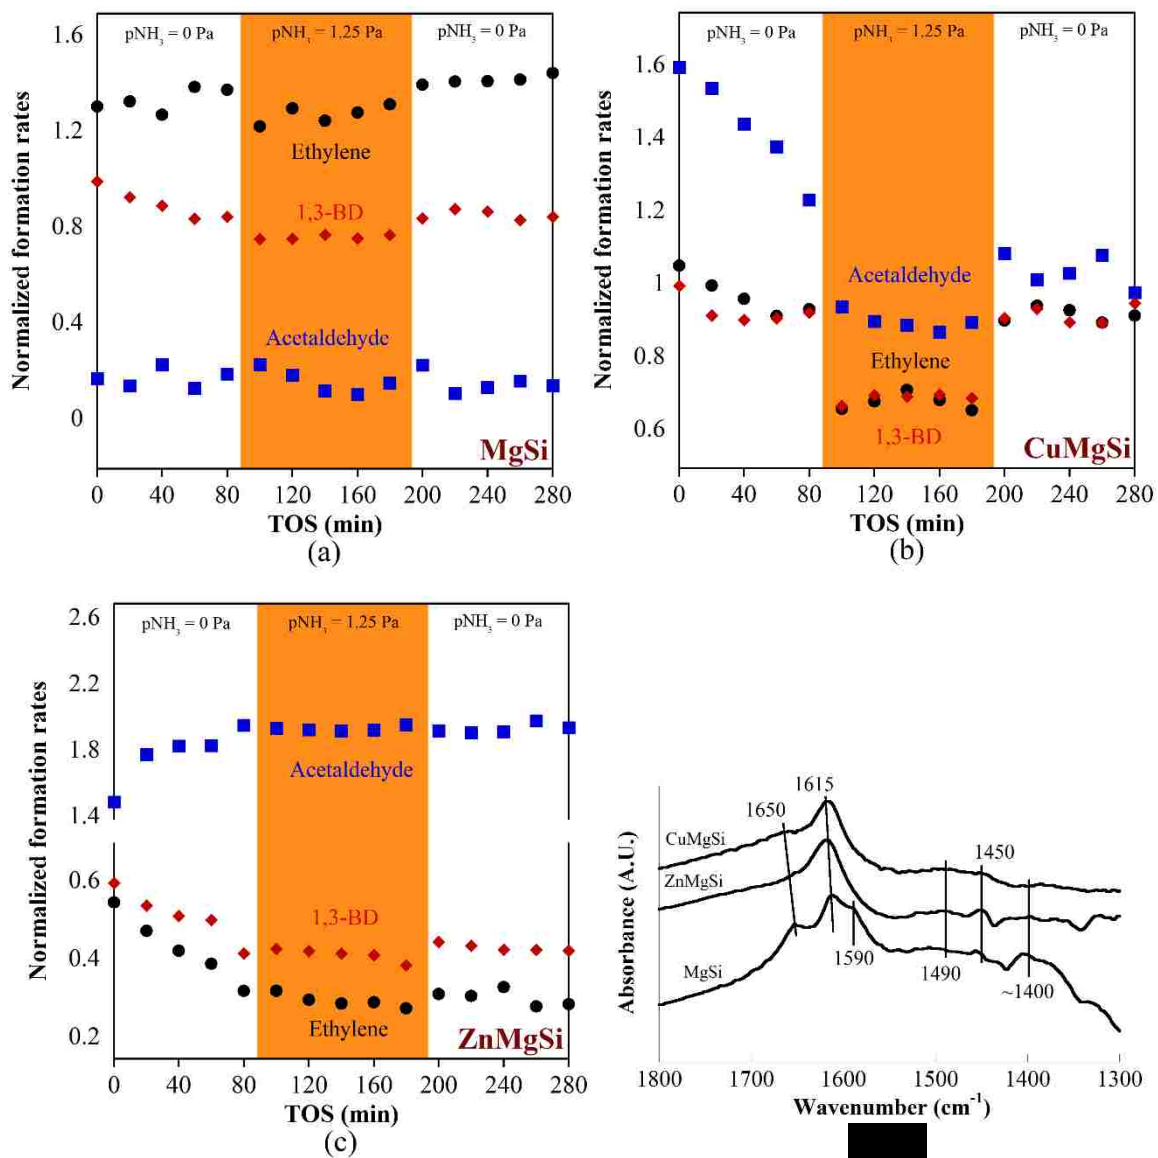 pNH₃ = 0 Pa pNH₃ = 1,25 Pa pNH₃ = 0 Pa
Normalized formation rates
1.6
1.2
0.8
0.4
0
Ethylene
1,3-BD
Acetaldehyde
MgSi
0 40 80 120 160 200 240 280
TOS (min)
(a)
pNH₃ = 0 Pa pNH₃ = 1,25 Pa pNH₃ = 0 Pa
Normalized formation rates
1.6
1.4
1.2
1
0.8
0.6
Acetaldehyde
Ethylene
1,3-BD
CuMgSi
0 40 80 120 160 200 240 280
TOS (min)
(b)
pNH₃ = 0 Pa pNH₃ = 1,25 Pa pNH₃ = 0 Pa
Normalized formation rates
2.6
2.2
1.8
1.4
0.6
0.4
0.2
Acetaldehyde
1,3-BD
Ethylene
ZnMgSi
0 40 80 120 160 200 240 280
TOS (min)
(c)
Absorbance (A.U.)
1615
1650
CuMgSi
1450
ZnMgSi
MgSi
1590
1490
~1400
1800 1700 1600 1500 1400 1300
Wavenumber (cm⁻¹)